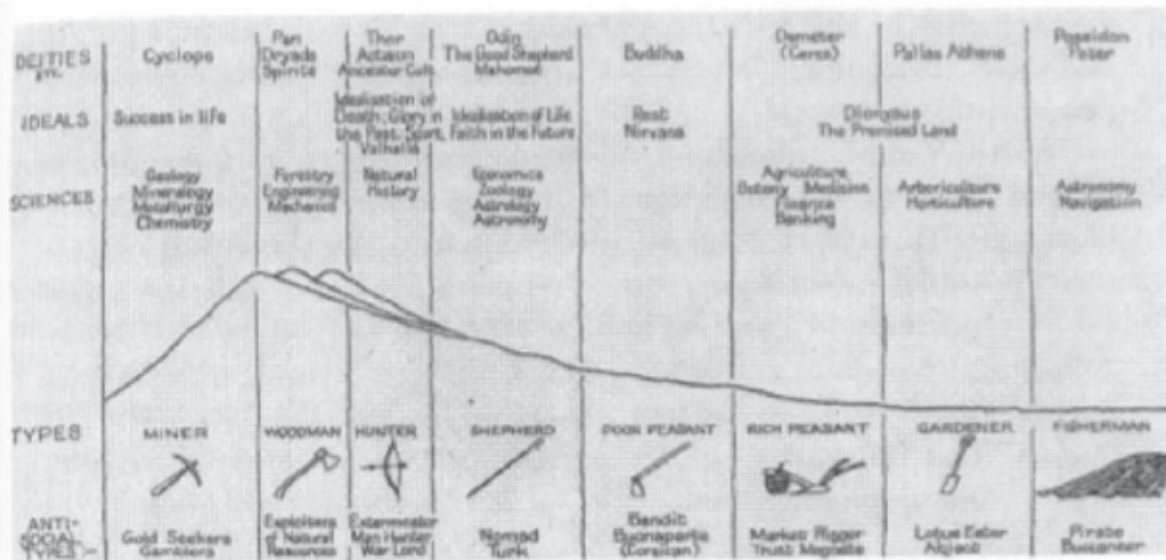 DEITIES
ETC.
Cyclops
Pan
Dryads
Spirits
Thor
Ancestor Cult
Odin
The Good Shepherd
Mahomet
Buddha
Demeter
(Ceres)
Pallas Athena
Poseidon
IDEALS
Success in life
Idealisation of
Death, Glory in
the Past. Sport,
Valhalla
Idealisation of Life
Faith in the Future
Rest
Nirvana
Dionysus
The Promised Land
SCIENCES
Geology
Mineralogy
Metallurgy
Chemistry
Forestry
Engineering
Mechanics
Natural
History
Economics
Zoology
Astrology
Astronomy
Agriculture
Botany Medicine
Finance
Banking
Arboriculture
Horticulture
Astronomy
Navigation
TYPES
MINER
WOODMAN
HUNTER
SHEPHERD
POOR PEASANT
RICH PEASANT
GARDENER
FISHERMAN
ANTI-
SOCIAL
TYPES
Gold Seekers
Gamblers
Exploiters
of Natural
Resources
Exterminator
Man Hunter
War Lord
Nomad
Turk
Bandit
Buonaparte
(Corsican)
Market Rigger
Trust Magnate
Lotus Eater
Abject
Pirate
Buccaneer